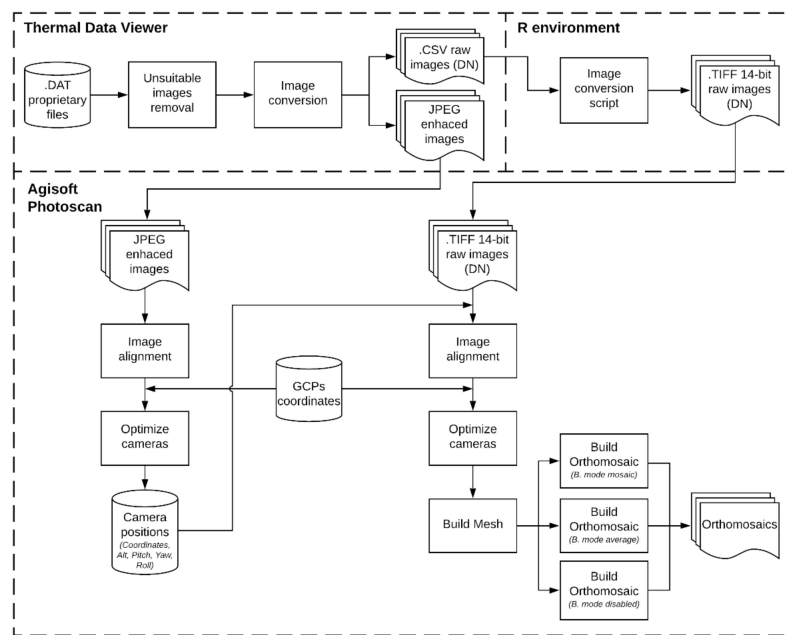 Thermal Data Viewer
R environment
.DAT
proprietary
files
Unsuitable
images
removal
Image
conversion
.CSV raw
images (DN)
JPEG
enhaced
images
Image
conversion
script
.TIFF 14-bit
raw images
(DN)
Agisoft
Photoscan
JPEG
enhaced
images
.TIFF 14-bit
raw images
(DN)
Image
alignment
Image
alignment
GCPs
coordinates
Optimize
cameras
Optimize
cameras
Camera
positions
(Coordinates,
Alt, Pitch, Yaw,
Roll)
Build Mesh
Build
Orthomosaic
(B. mode mosaic)
Build
Orthomosaic
(B. mode average)
Build
Orthomosaic
(B. mode disabled)
Orthomosaics